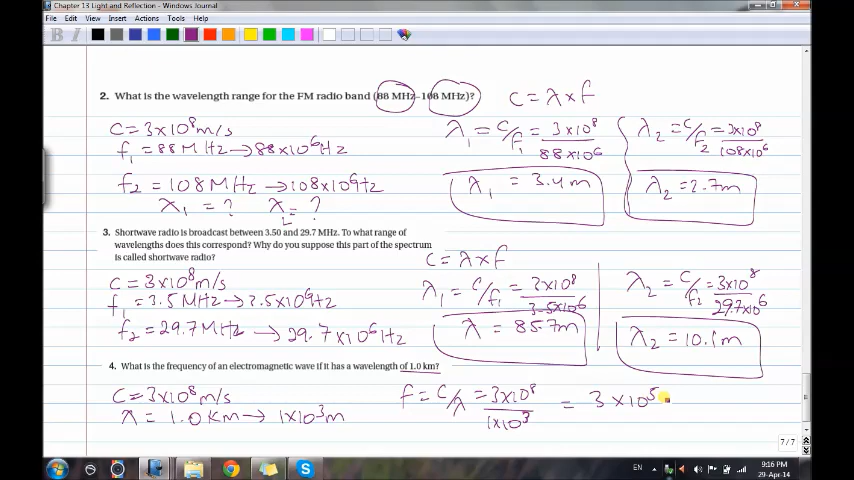 Chapter 13 Light and Reflection - Windows Journal
File Edit View Insert Actions Tools Help
B I
2. What is the wavelength range for the FM radio band (88 MHz–108 MHz)?
C = λ x f
C = 3x10⁸ m/s
f₁ = 88 MHz → 88x10⁶ Hz
λ₁ = C/f₁ = 3x10⁸ / 88x10⁶
λ₂ = C/f₂ = 3x10⁸ / 108x10⁶
f₂ = 108 MHz → 108x10⁶ Hz
λ₁ = 3.4 m
λ₂ = 2.7 m
λ₁ = ? λ₂ = ?
3. Shortwave radio is broadcast between 3.50 and 29.7 MHz. To what range of
wavelengths does this correspond? Why do you suppose this part of the spectrum
is called shortwave radio?
C = λ x f
C = 3x10⁸ m/s
f₁ = 3.5 MHz → 3.5x10⁶ Hz
λ₁ = C/f₁ = 3x10⁸ / 3.5x10⁶
λ₂ = C/f₂ = 3x10⁸ / 29.7x10⁶
f₂ = 29.7 MHz → 29.7x10⁶ Hz
λ = 85.7 m
λ₂ = 10.1 m
4. What is the frequency of an electromagnetic wave if it has a wavelength of 1.0 km?
C = 3x10⁸ m/s
λ = 1.0 Km → 1x10³ m
f = C/λ = 3x10⁸ / 1x10³ = 3x10⁵
7 / 7
EN
9:16 PM
29-Apr-14